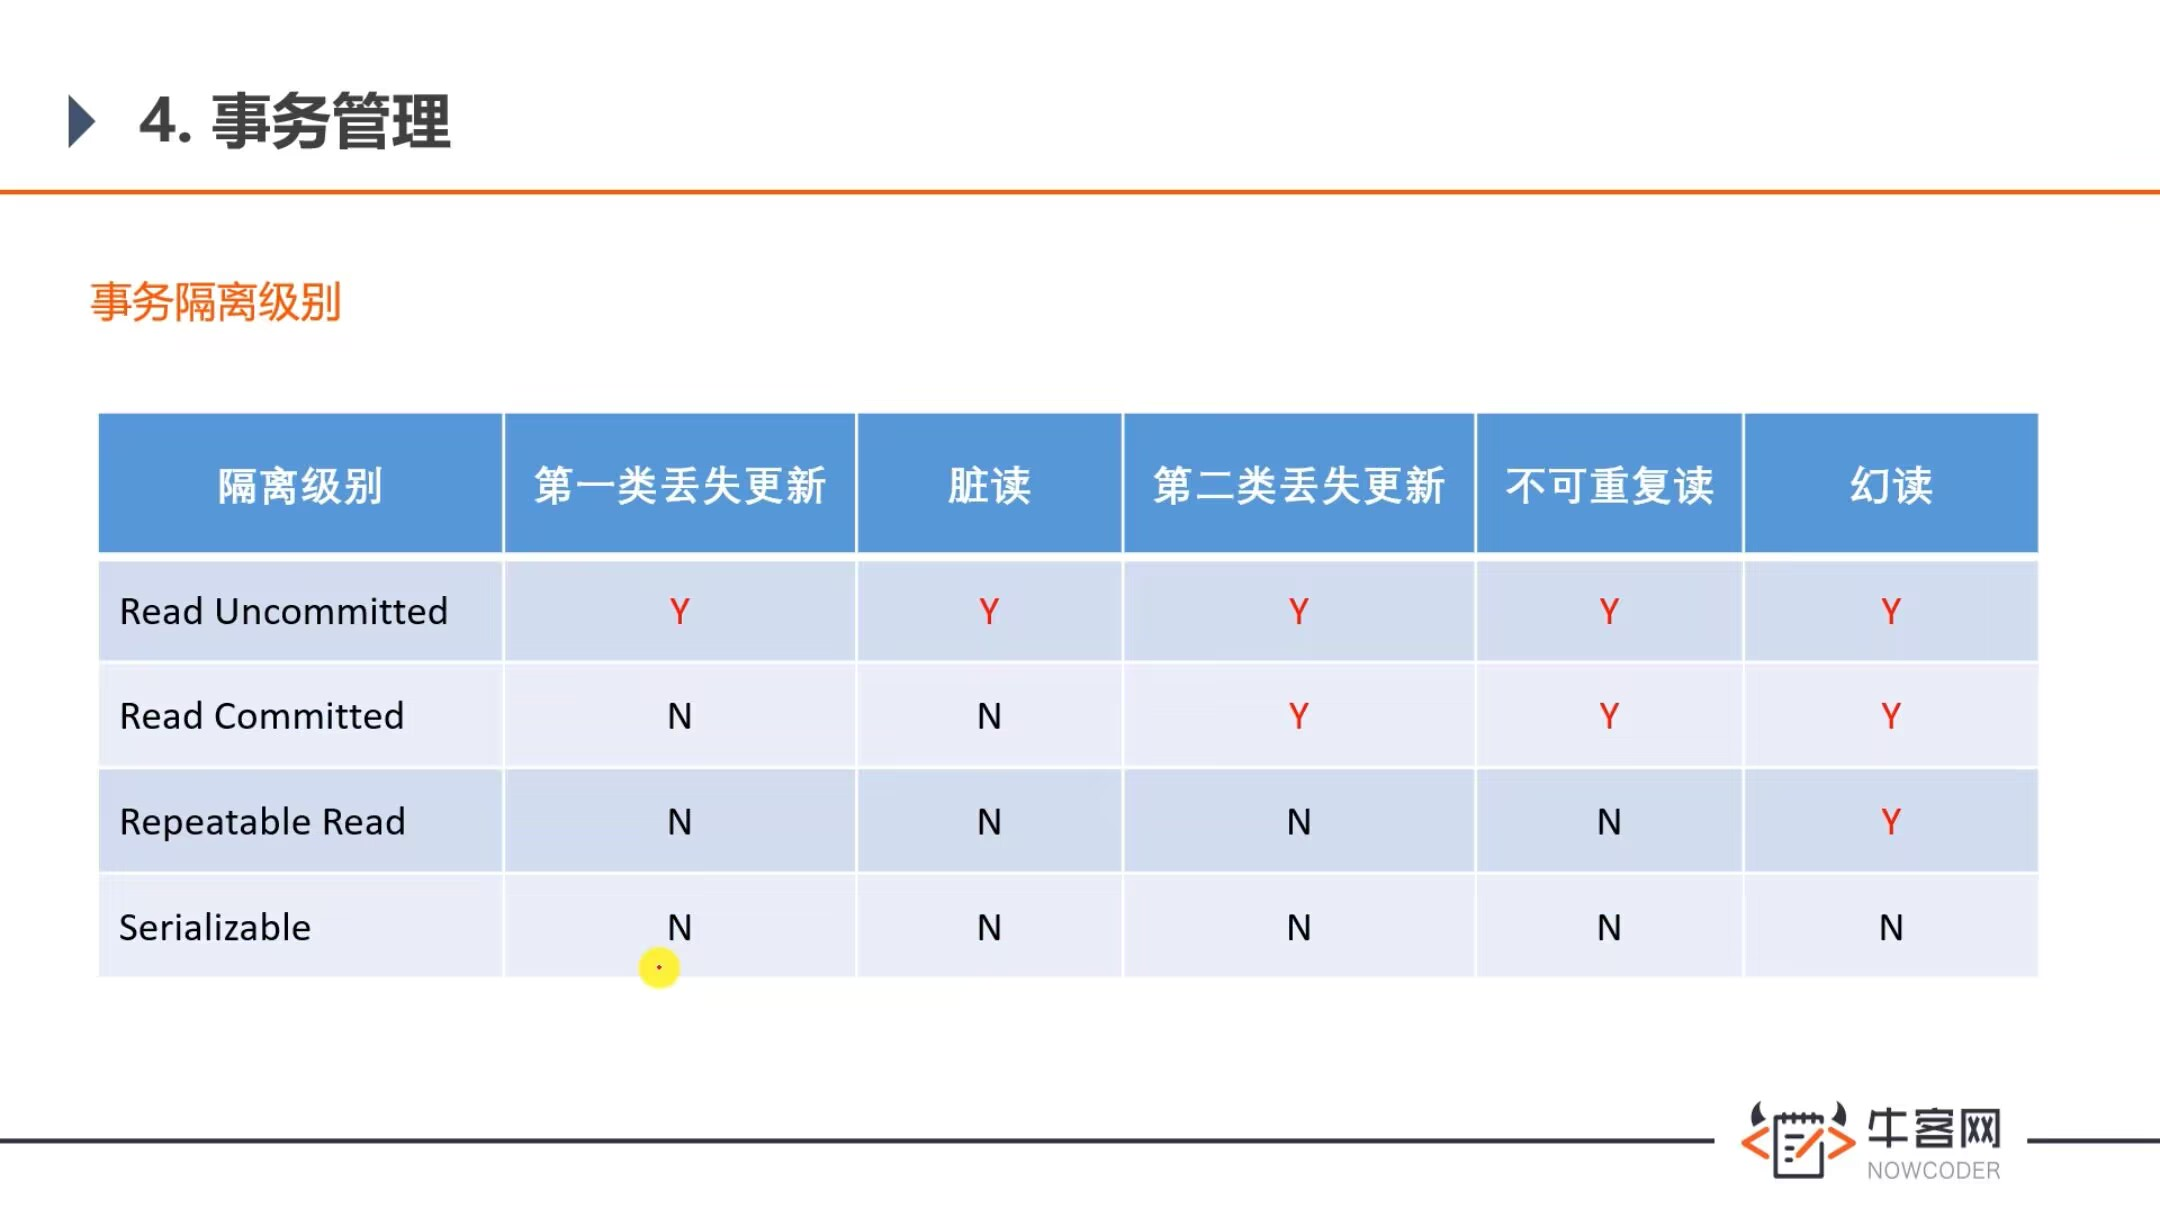 4. 事务管理
事务隔离级别
隔离级别 第一类丢失更新 脏读 第二类丢失更新 不可重复读 幻读
Read Uncommitted Y Y Y Y Y
Read Committed N N Y Y Y
Repeatable Read N N N N Y
Serializable N N N N N
牛客网
NOWCODER